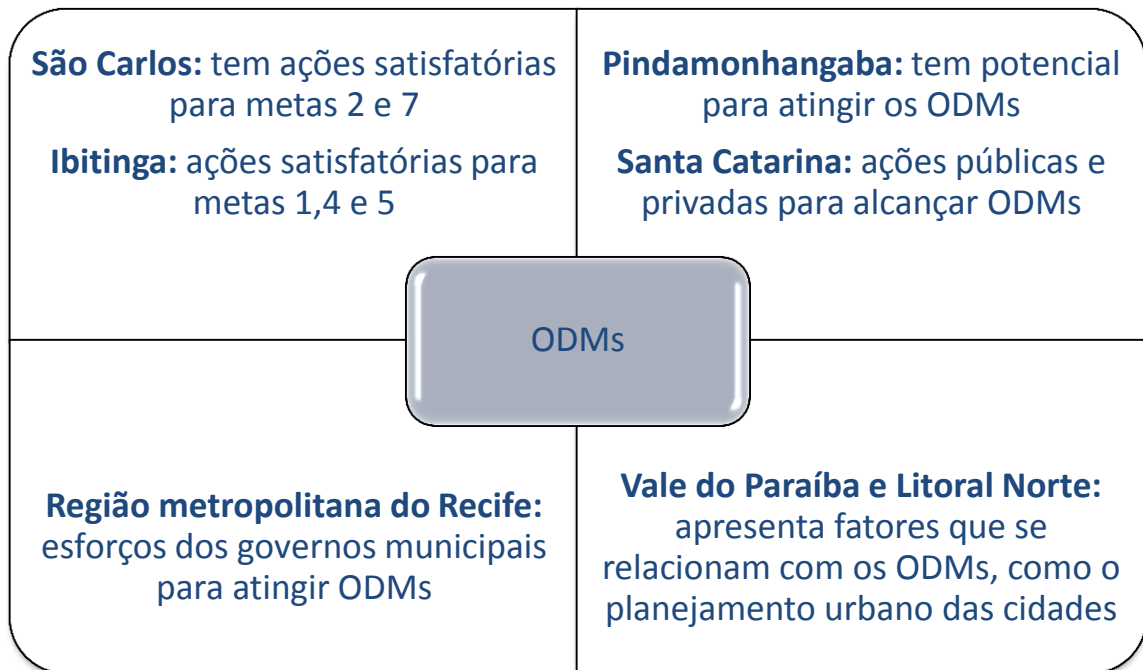 São Carlos: tem ações satisfatórias
para metas 2 e 7
Ibitinga: ações satisfatórias para
metas 1,4 e 5
Pindamonhangaba: tem potencial
para atingir os ODMs
Santa Catarina: ações públicas e
privadas para alcançar ODMs
ODMs
Região metropolitana do Recife:
esforços dos governos municipais
para atingir ODMs
Vale do Paraíba e Litoral Norte:
apresenta fatores que se
relacionam com os ODMs, como o
planejamento urbano das cidades